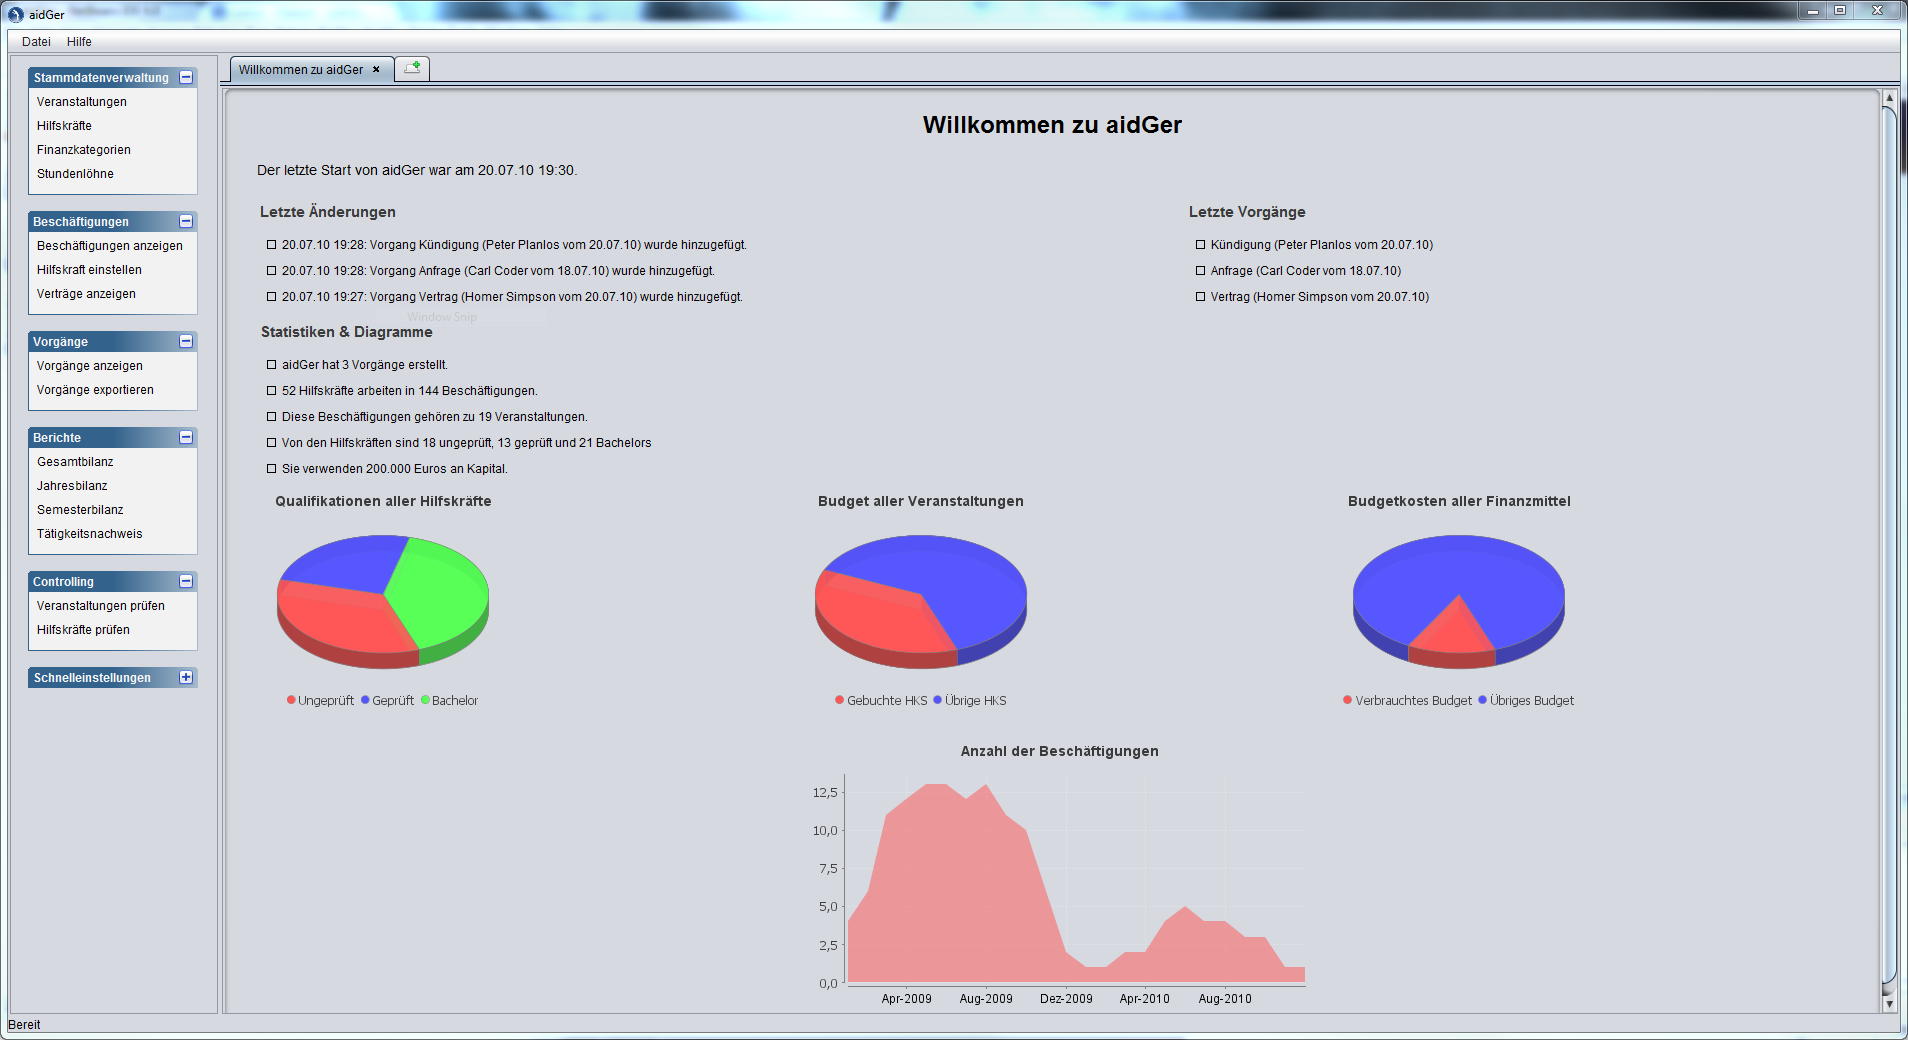 aidGer
Datei Hilfe
Stammdatenverwaltung
Veranstaltungen
Hilfskräfte
Finanzkategorien
Stundenlöhne
Beschäftigungen
Beschäftigungen anzeigen
Hilfskraft einstellen
Verträge anzeigen
Vorgänge
Vorgänge anzeigen
Vorgänge exportieren
Berichte
Gesamtbilanz
Jahresbilanz
Semesterbilanz
Tätigkeitsnachweis
Controlling
Veranstaltungen prüfen
Hilfskräfte prüfen
Schnelleinstellungen
Willkommen zu aidGer
Willkommen zu aidGer
Der letzte Start von aidGer war am 20.07.10 19:30.
Letzte Änderungen
20.07.10 19:28: Vorgang Kündigung (Peter Planlos vom 20.07.10) wurde hinzugefügt.
20.07.10 19:28: Vorgang Anfrage (Carl Coder vom 18.07.10) wurde hinzugefügt.
20.07.10 19:27: Vorgang Vertrag (Homer Simpson vom 20.07.10) wurde hinzugefügt.
Letzte Vorgänge
Kündigung (Peter Planlos vom 20.07.10)
Anfrage (Carl Coder vom 18.07.10)
Vertrag (Homer Simpson vom 20.07.10)
Window Snip
Statistiken & Diagramme
aidGer hat 3 Vorgänge erstellt.
52 Hilfskräfte arbeiten in 144 Beschäftigungen.
Diese Beschäftigungen gehören zu 19 Veranstaltungen.
Von den Hilfskräften sind 18 ungeprüft, 13 geprüft und 21 Bachelors
Sie verwenden 200.000 Euros an Kapital.
Qualifikationen aller Hilfskräfte
Ungeprüft Geprüft Bachelor
Budget aller Veranstaltungen
Gebuchte HKS Übrige HKS
Budgetkosten aller Finanzmittel
Verbrauchtes Budget Übriges Budget
Anzahl der Beschäftigungen
12,5
10,0
7,5
5,0
2,5
0,0
Apr-2009 Aug-2009 Dez-2009 Apr-2010 Aug-2010
Bereit